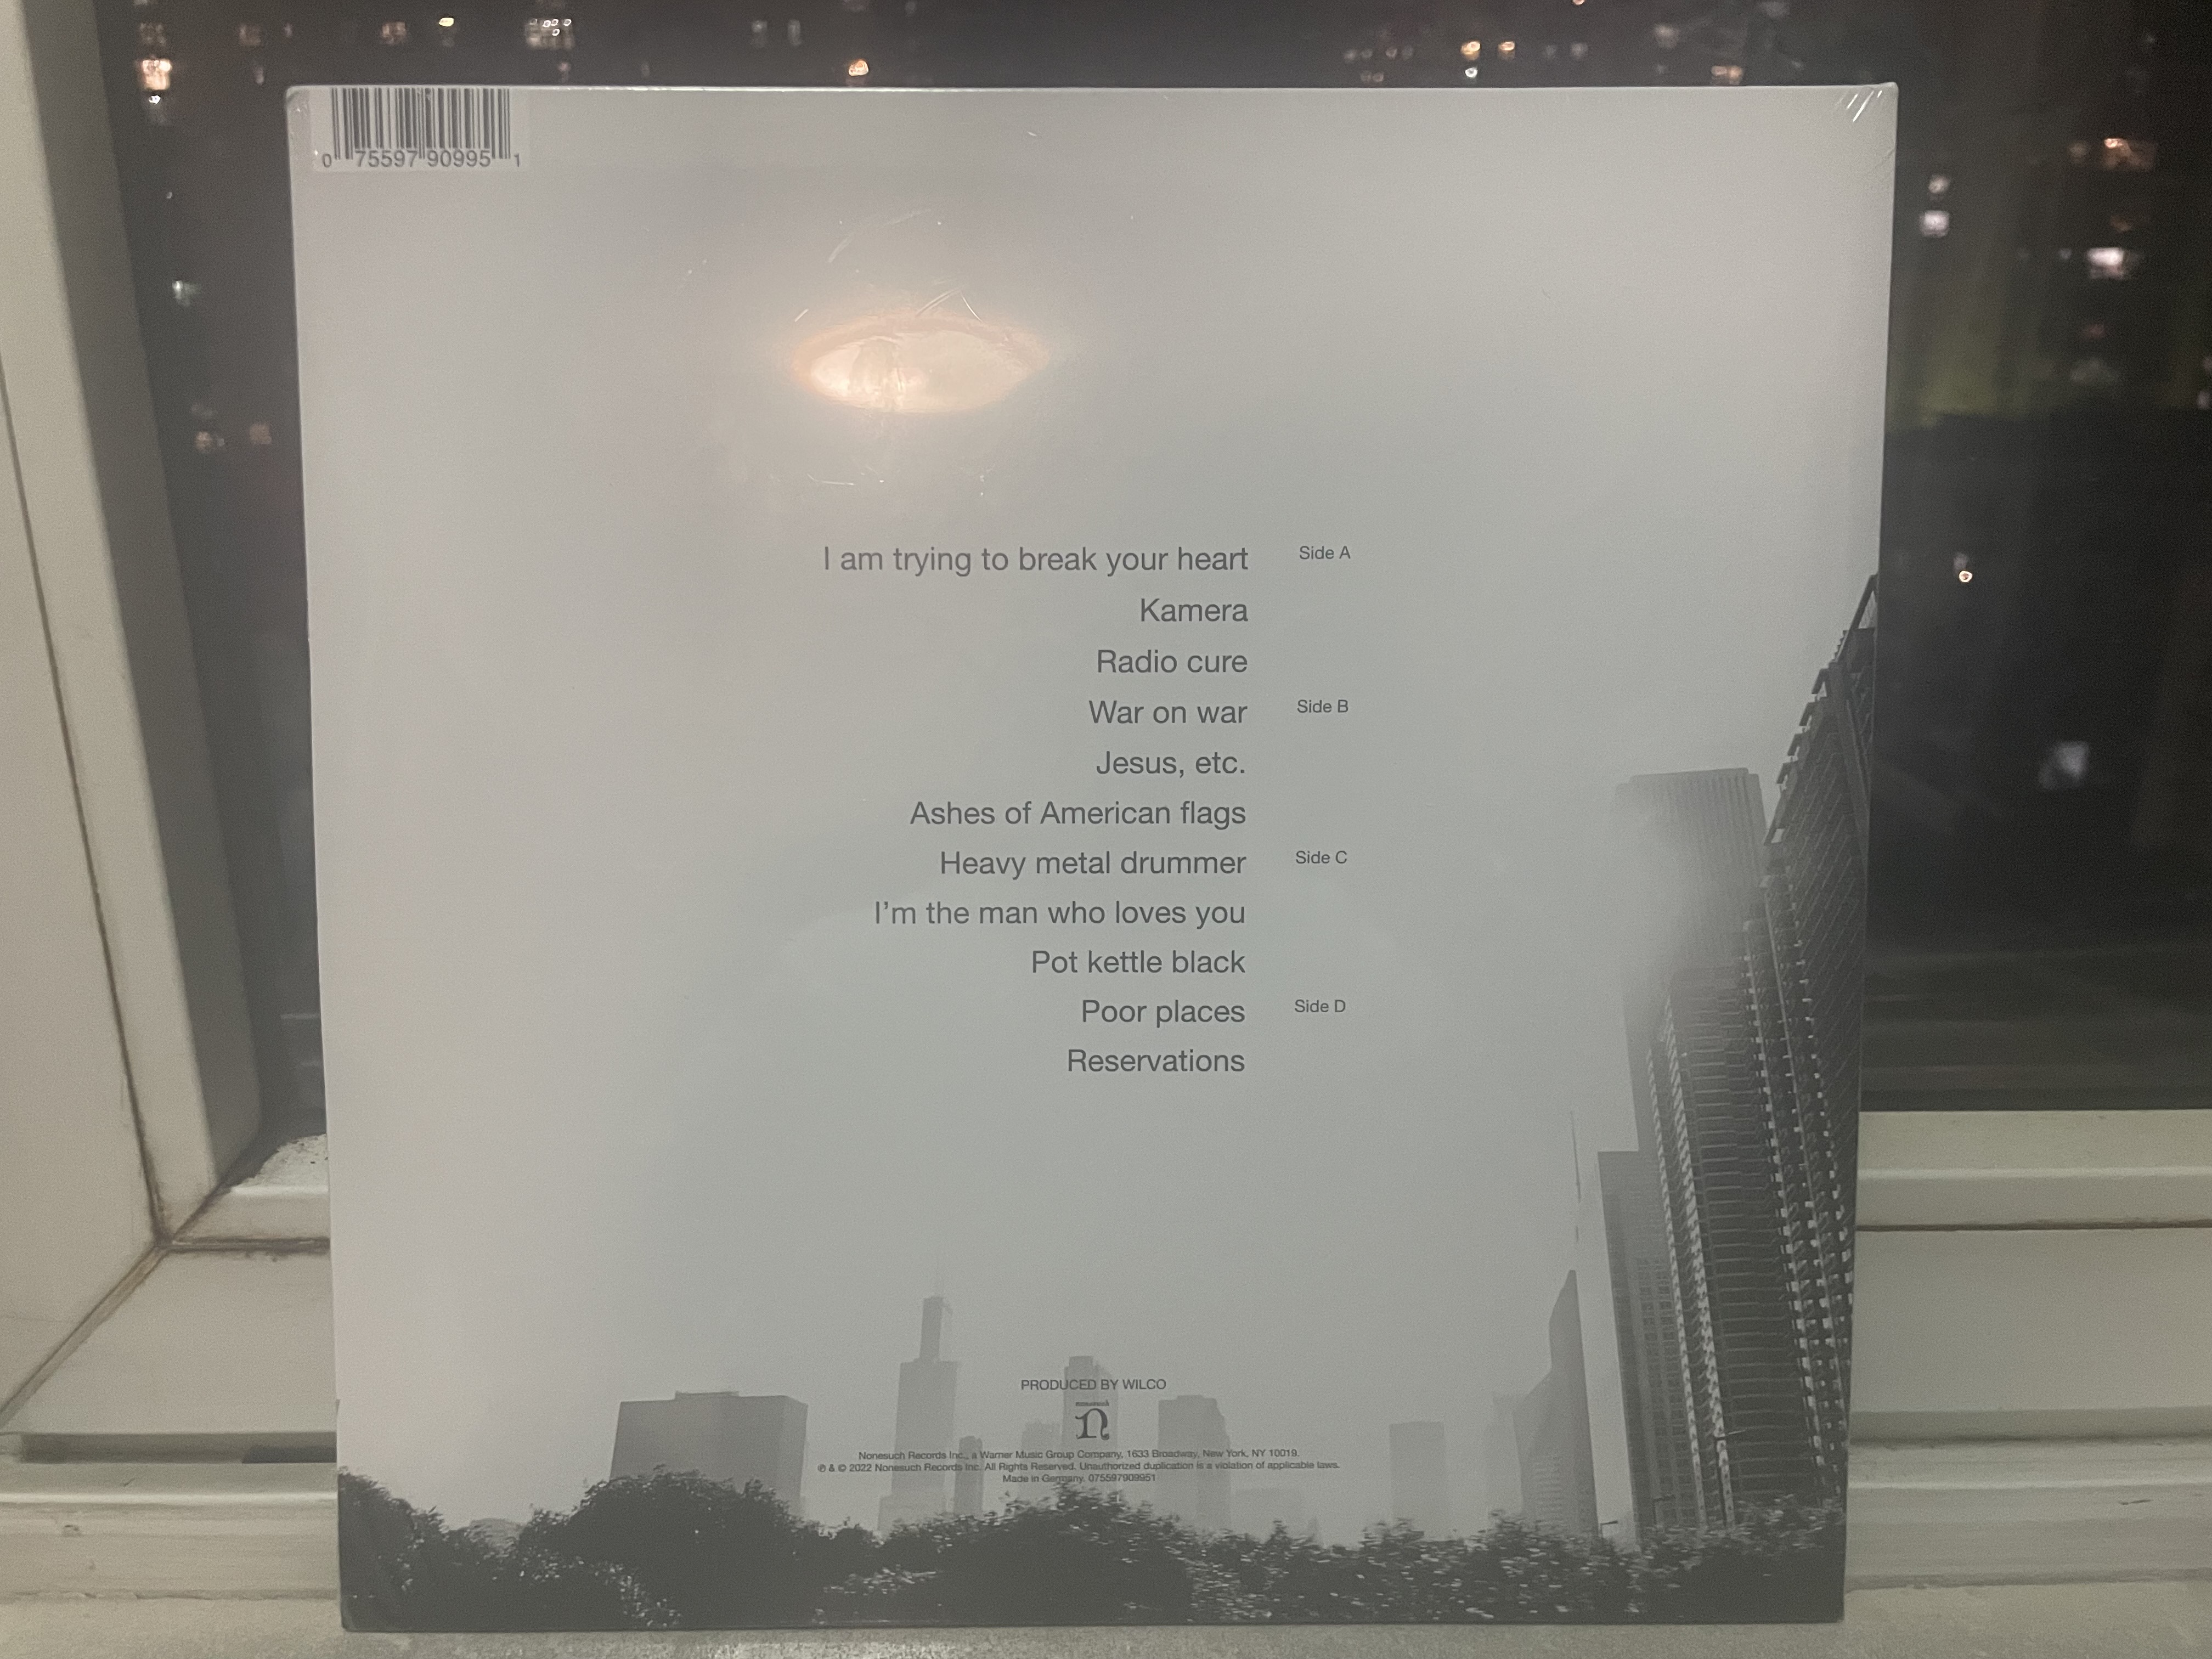 0 75597 90995 1
I am trying to break your heart Side A
Kamera
Radio cure
War on war Side B
Jesus, etc.
Ashes of American flags
Heavy metal drummer Side C
I'm the man who loves you
Pot kettle black
Poor places Side D
Reservations
PRODUCED BY WILCO
nonesuch
n
Nonesuch Records Inc., a Warner Music Group Company, 1633 Broadway, New York, NY 10019.
℗ & © 2022 Nonesuch Records Inc. All Rights Reserved. Unauthorized duplication is a violation of applicable laws.
Made in Germany. 075597909951